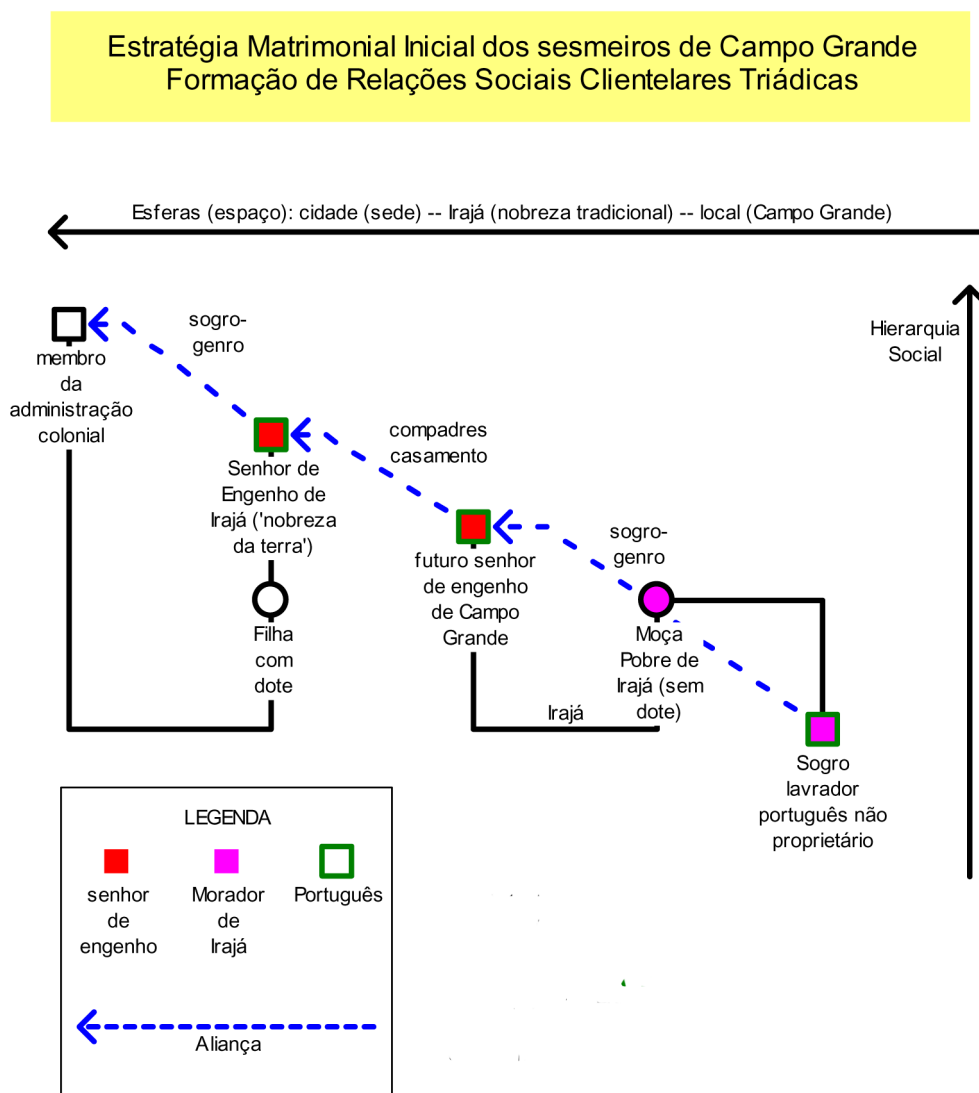 Estratégia Matrimonial Inicial dos sesmeiros de Campo Grande
Formação de Relações Sociais Clientelares Triádicas
Esferas (espaço): cidade (sede) -- Irajá (nobreza tradicional) -- local (Campo Grande)
Hierarquia
Social
sogro-
genro
membro
da
administração
colonial
compadres
casamento
Senhor de
Engenho de
Irajá ('nobreza
da terra')
sogro-
genro
futuro senhor
de engenho
de Campo
Grande
Filha
com
dote
Moça
Pobre de
Irajá (sem
dote)
Irajá
Sogro
lavrador
português não
proprietário
LEGENDA
senhor
de
engenho
Morador
de
Irajá
Português
Aliança